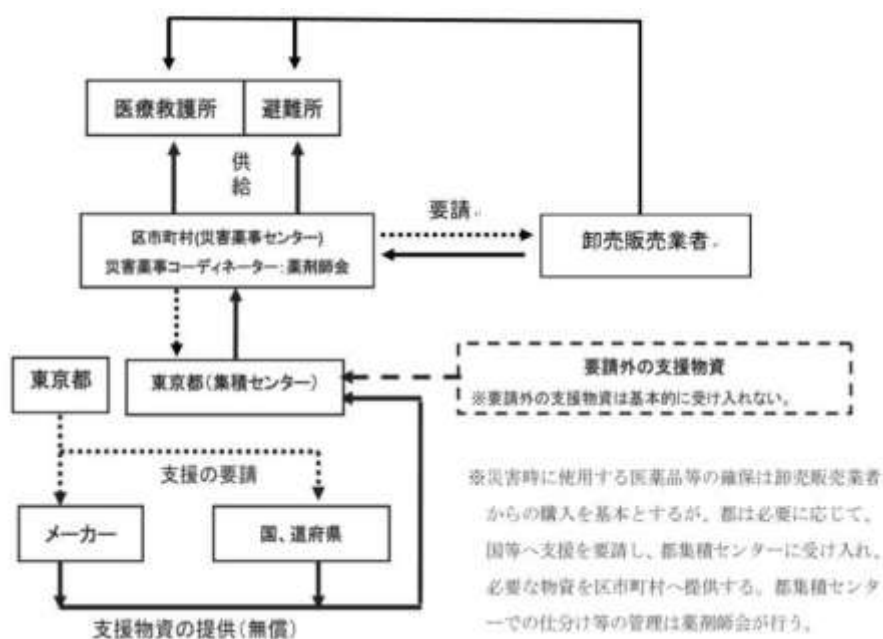 医療救護所
避難所
供給
区市町村(災害薬事センター)
災害薬事コーディネーター:薬剤師会
要請
卸売販売業者
東京都
東京都(集積センター)
要請外の支援物資
※要請外の支援物資は基本的に受け入れない。
支援の要請
メーカー
国、道府県
支援物資の提供(無償)
※災害時に使用する医薬品等の確保は卸売販売業者
からの購入を基本とするが、都は必要に応じて、
国等へ支援を要請し、都集積センターに受け入れ、
必要な物資を区市町村へ提供する。都集積センタ
ーでの仕分け等の管理は薬剤師会が行う。